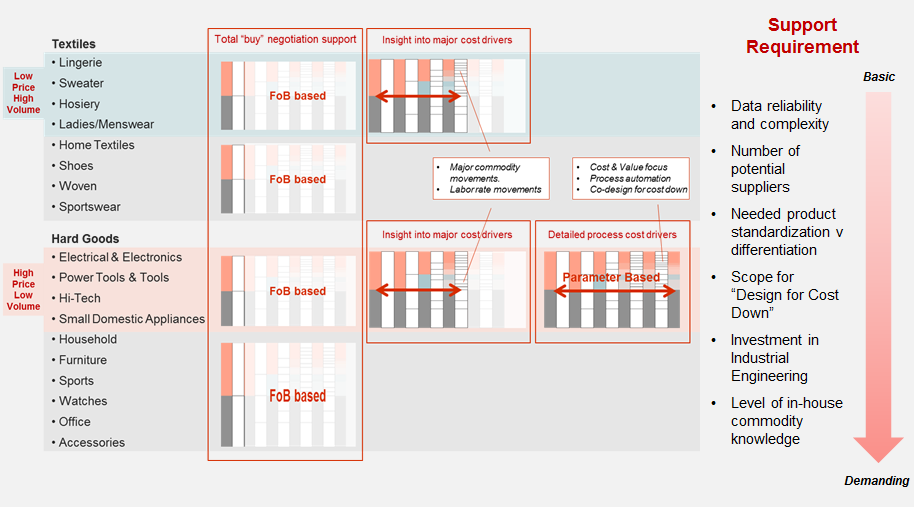 Total "buy" negotiation support
Insight into major cost drivers
Support
Requirement
Textiles
• Lingerie
• Sweater
• Hosiery
• Ladies/Menswear
• Home Textiles
• Shoes
• Woven
• Sportswear
Low
Price
High
Volume
FoB based
FoB based
• Major commodity
movements.
• Labor rate movements
• Cost & Value focus
• Process automation
• Co-design for cost down
Hard Goods
• Electrical & Electronics
• Power Tools & Tools
• Hi-Tech
• Small Domestic Appliances
• Household
• Furniture
• Sports
• Watches
• Office
• Accessories
High
Price
Low
Volume
FoB based
FoB based
Insight into major cost drivers
Detailed process cost drivers
Parameter Based
Basic
• Data reliability
and complexity
• Number of
potential
suppliers
• Needed product
standardization v
differentiation
• Scope for
“Design for Cost
Down”
• Investment in
Industrial
Engineering
• Level of in-house
commodity
knowledge
Demanding